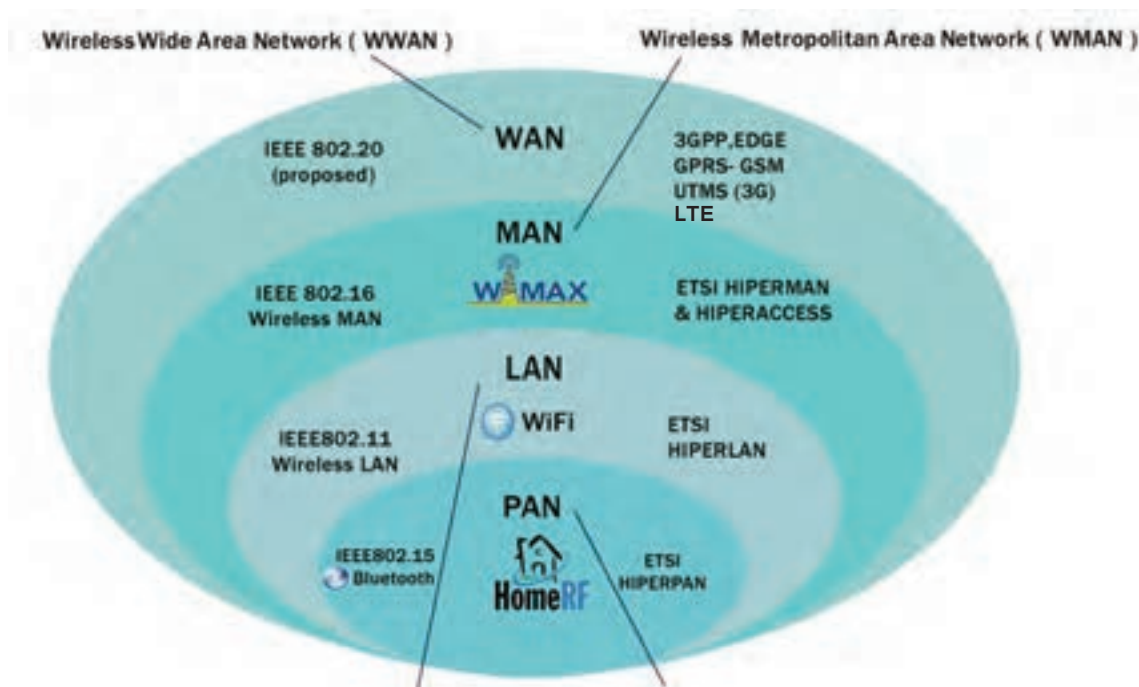 Wireless Wide Area Network ( WWAN )
Wireless Metropolitan Area Network ( WMAN )
WAN
IEEE 802.20
(proposed)
3GPP,EDGE
GPRS- GSM
UTMS (3G)
LTE
MAN
WiMAX
IEEE 802.16
Wireless MAN
ETSI HIPERMAN
& HIPERACCESS
LAN
WiFi
IEEE802.11
Wireless LAN
ETSI
HIPERLAN
PAN
HomeRF
IEEE802.15
Bluetooth
ETSI
HIPERPAN